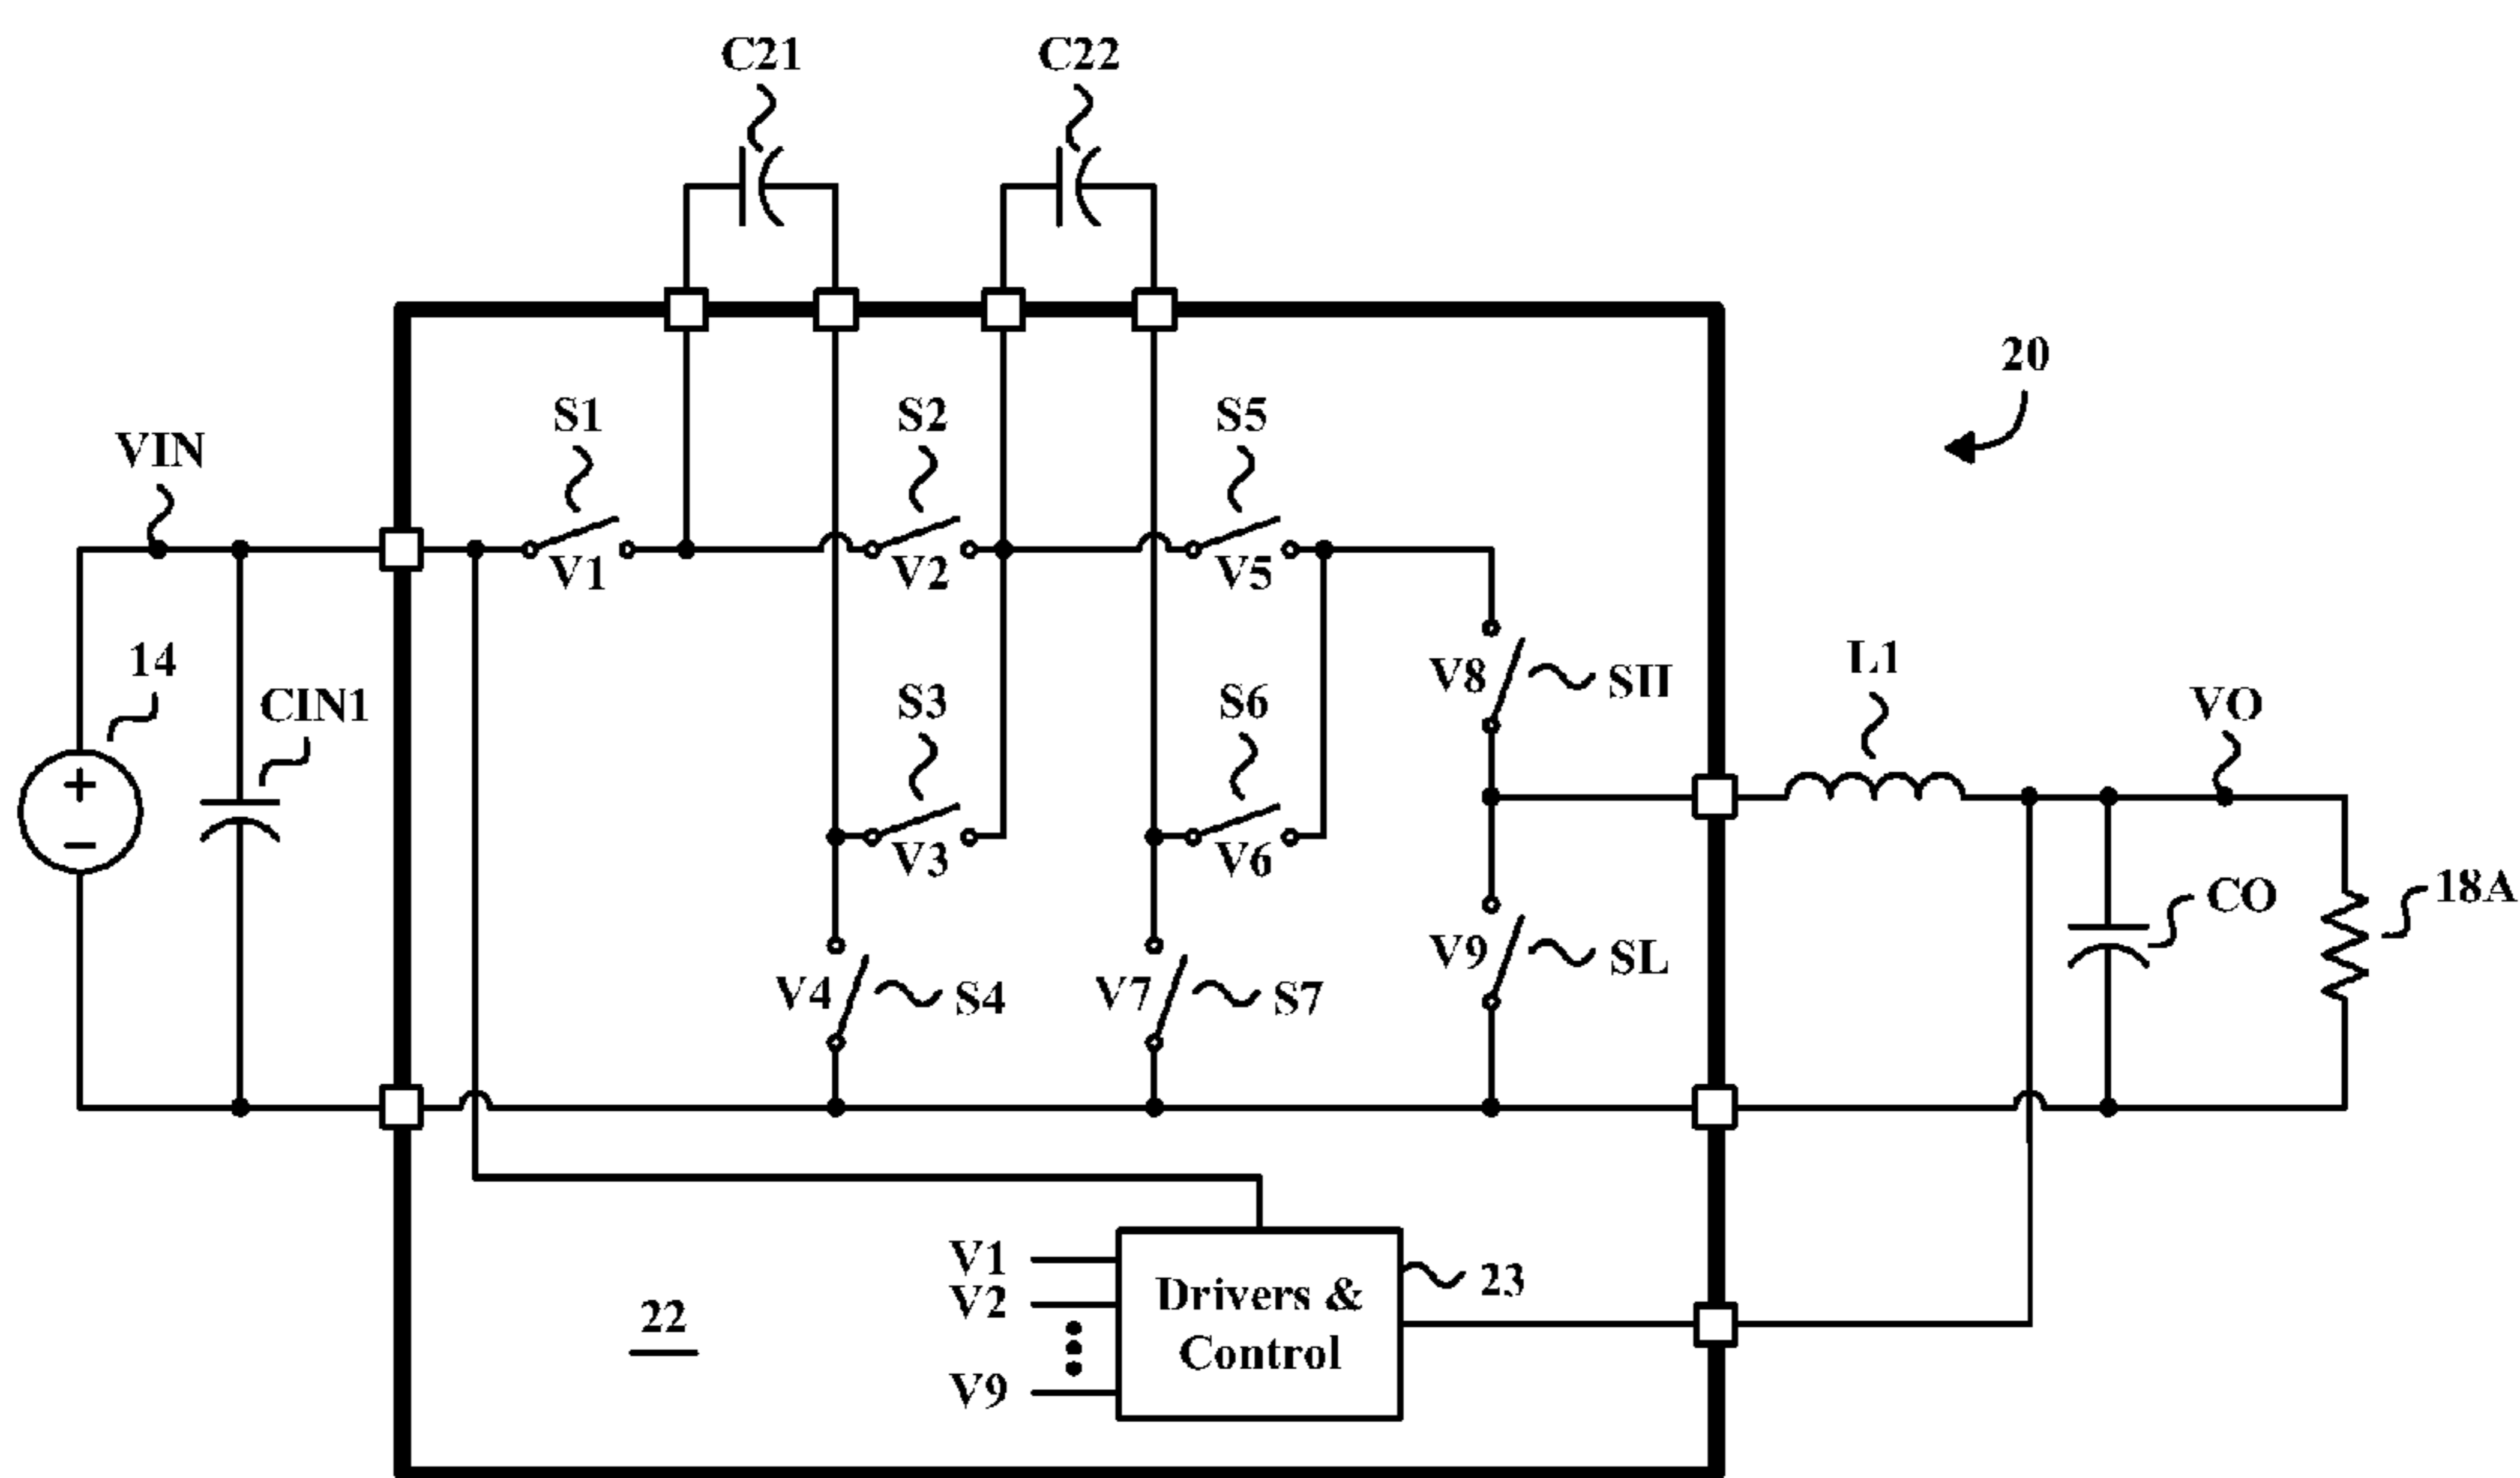 C21 C22
20
S1 S2 S5
VIN
V1 V2 V5
14
CIN1
S3 S6
V8 SH
L1
VO
V3 V6
V9 SL
CO
18A
V4 S4 V7 S7
V1
V2
V9
Drivers &
Control
23
22
+
−